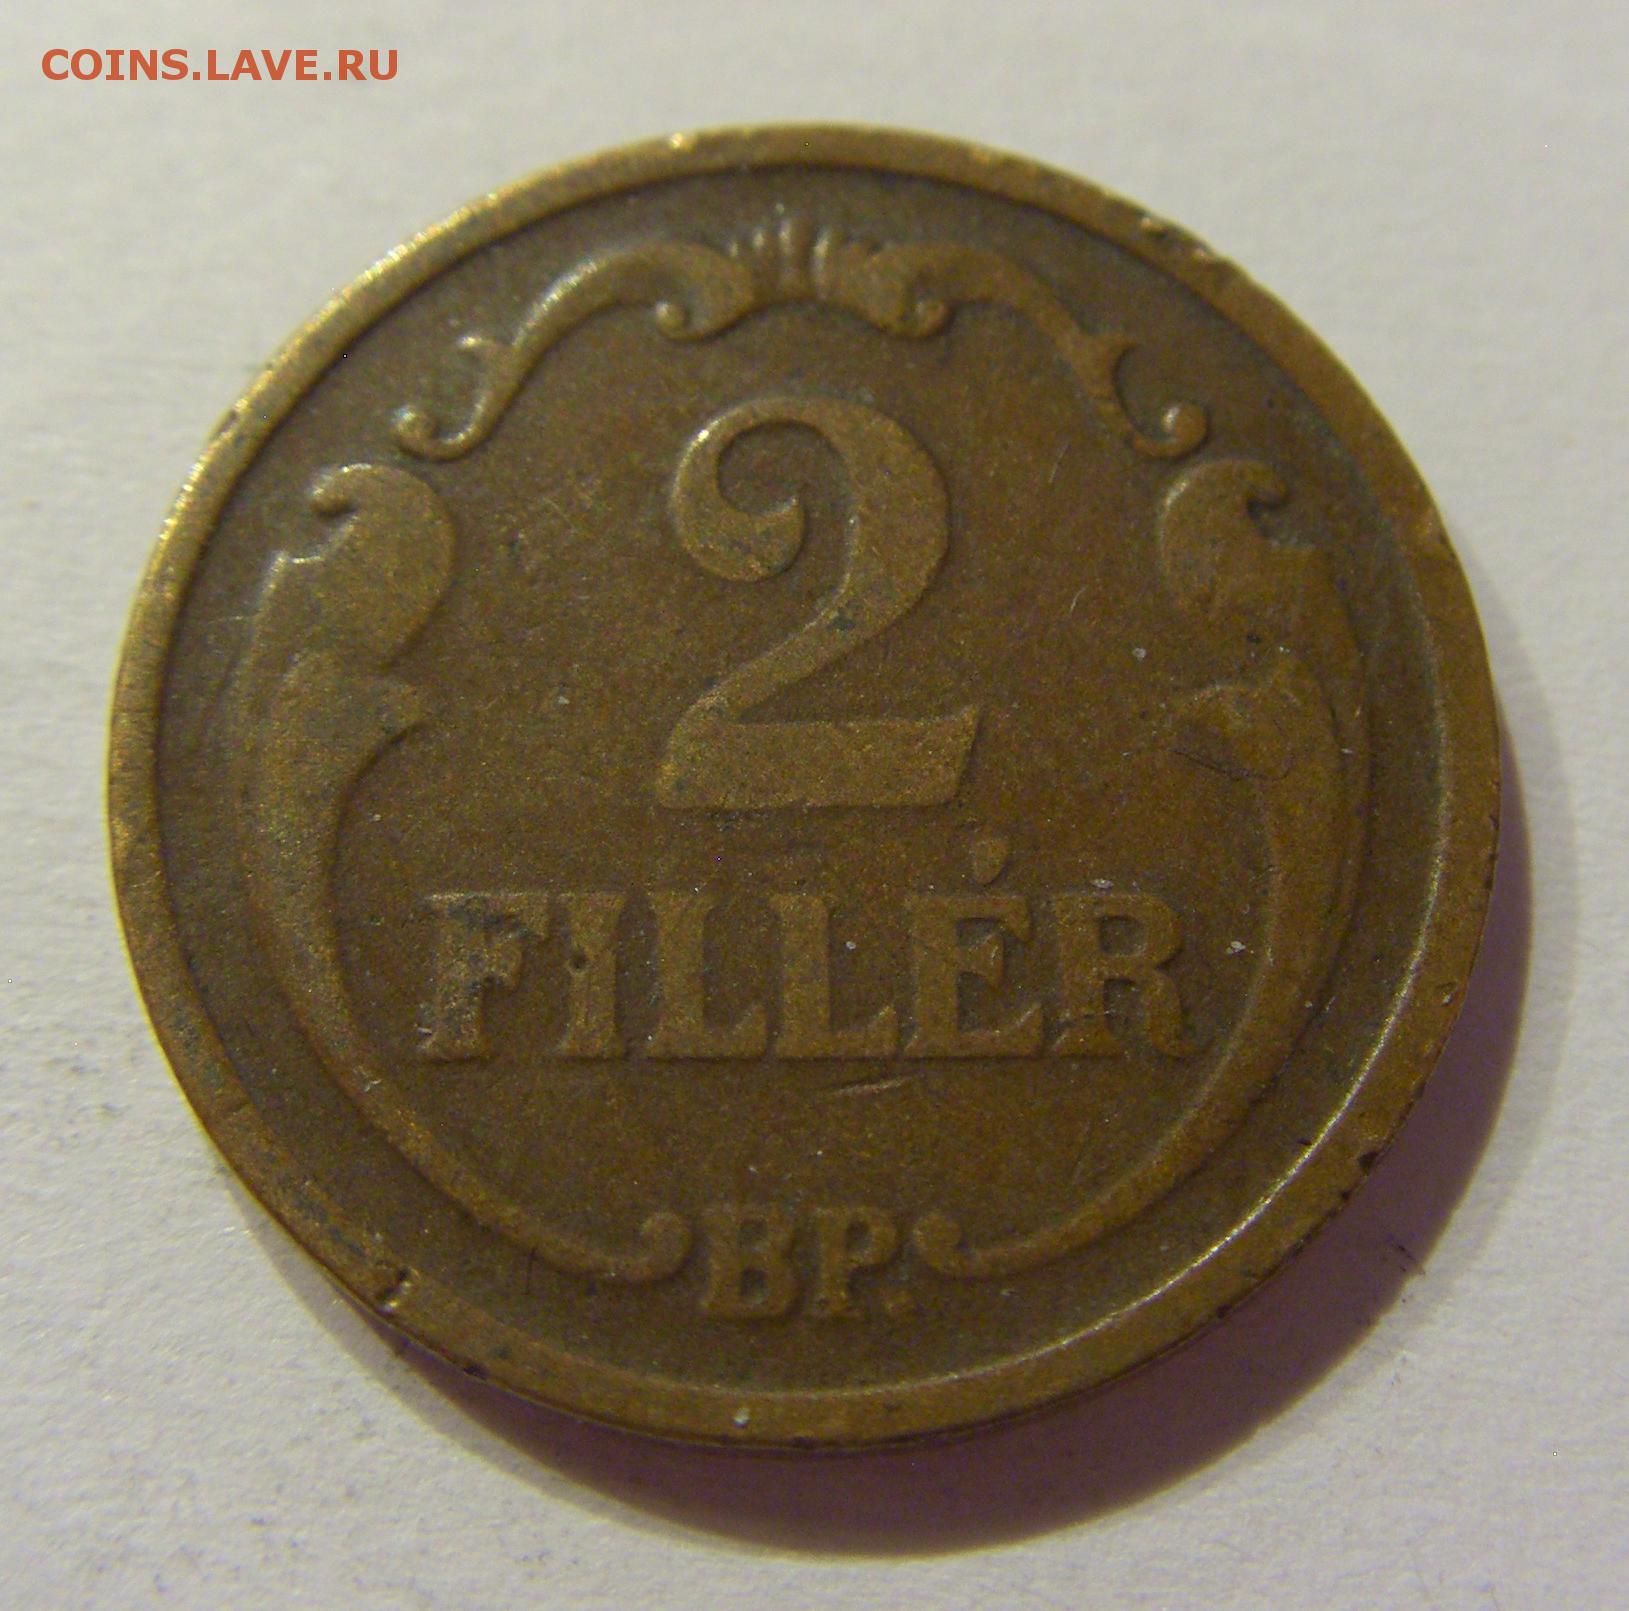 COINS.LAVE.RU
2
FILLÉR
BP.